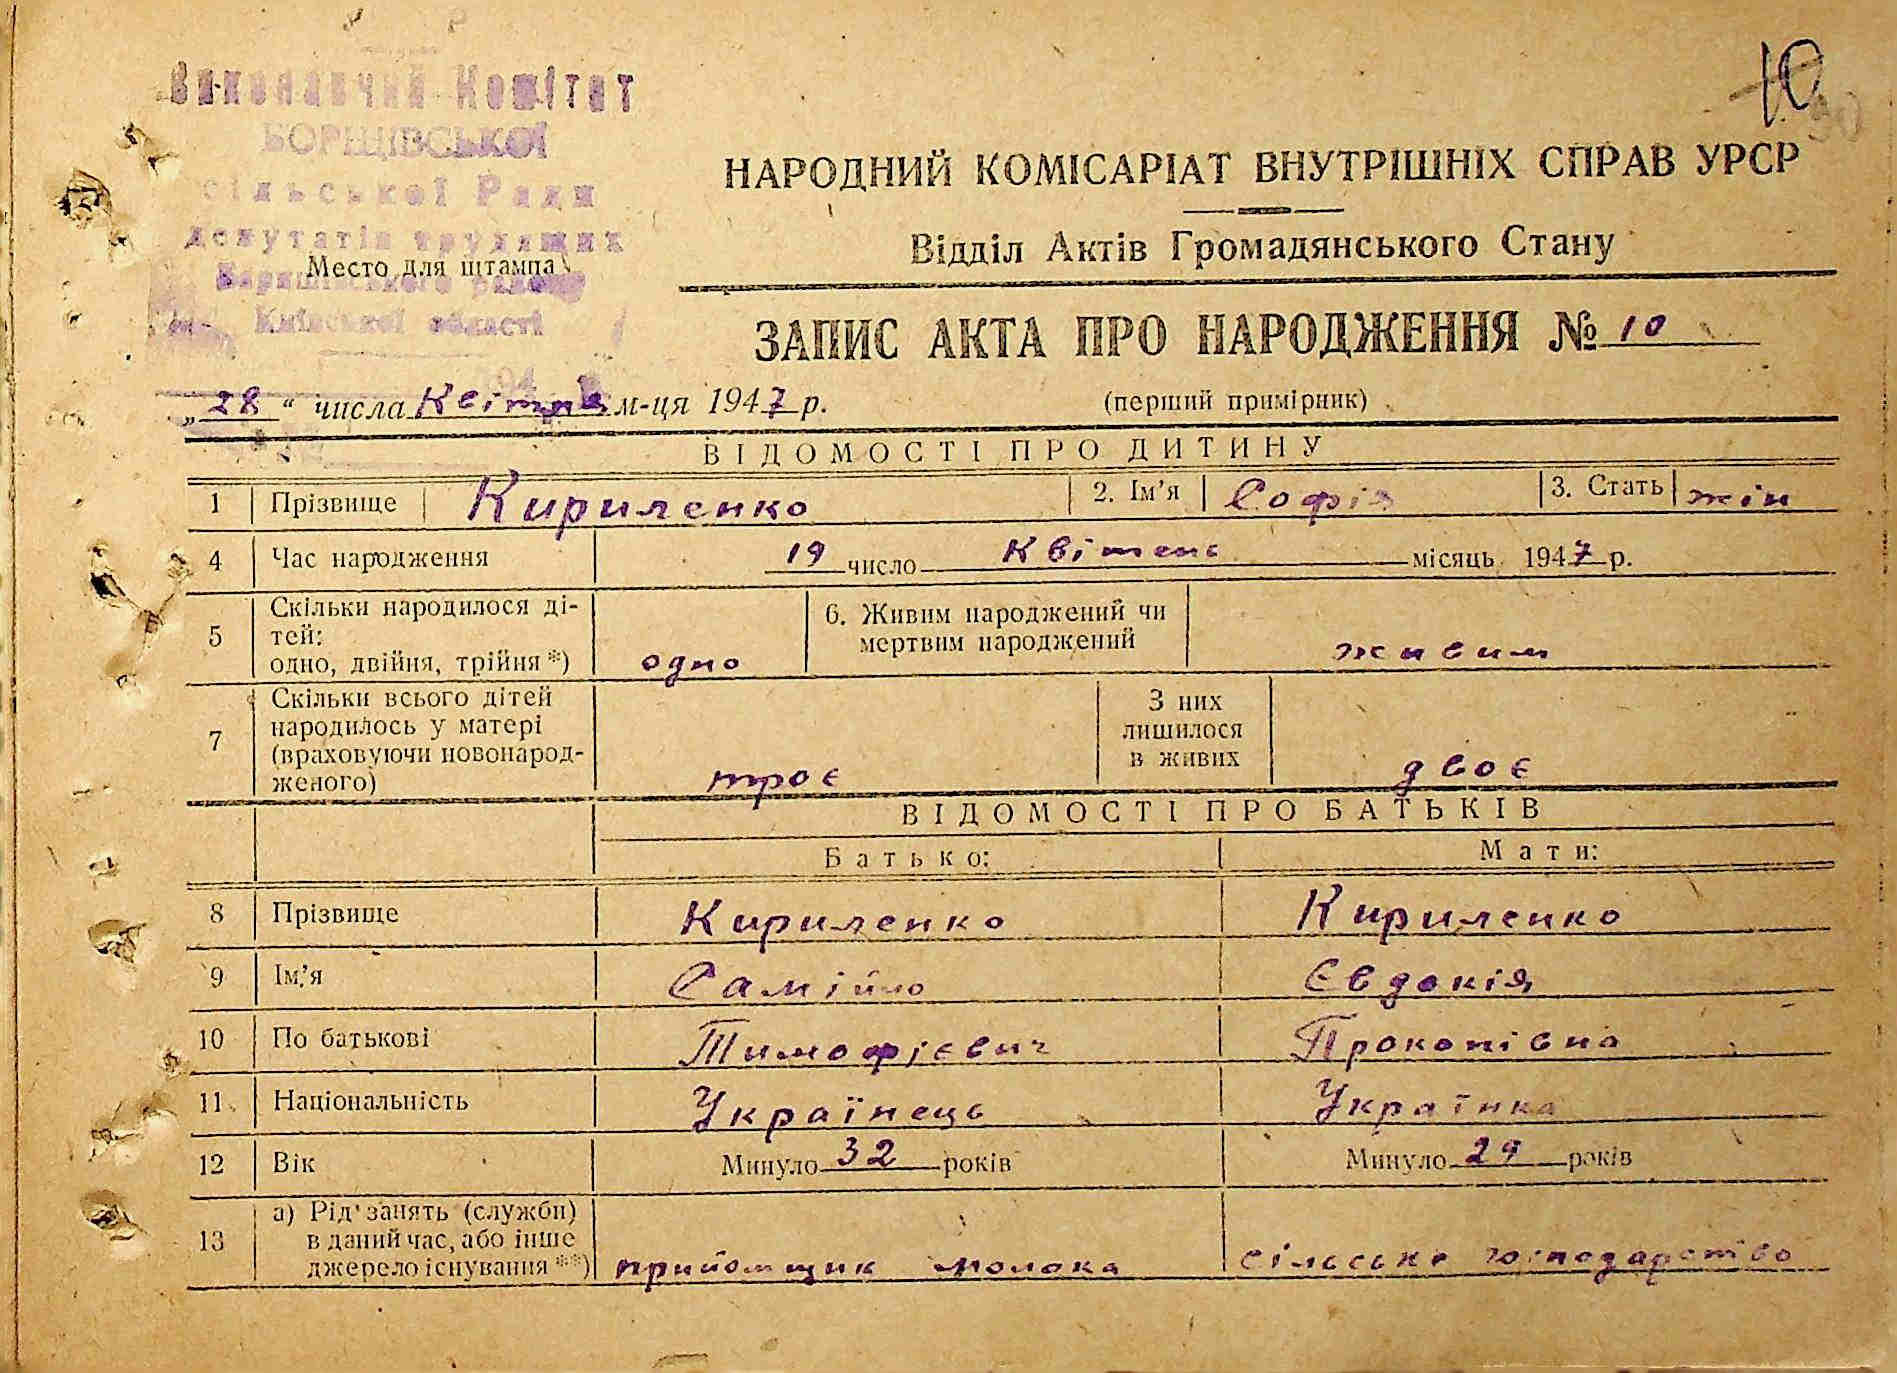 10
Виконавчий Комітет
БОРЩІВСЬКОЇ
сільської Ради
депутатів трудящих
Баришівського району
Київської області
Место для штампа
НАРОДНИЙ КОМІСАРІАТ ВНУТРІШНІХ СПРАВ УРСР
Відділ Актів Громадянського Стану
ЗАПИС АКТА ПРО НАРОДЖЕННЯ № 10
„28“ числа Квітня м-ця 1947 р. (перший примірник)
ВІДОМОСТІ ПРО ДИТИНУ
1 Прізвище Кириленко 2. Ім’я Софія 3. Стать жін
4 Час народження 19 число Квітень місяць 1947 р.
5 Скільки народилося ді-
тей:
одно, двійня, трійня*) одно 6. Живим народжений чи
мертвим народжений живим
7 Скільки всього дітей
народилось у матері
(враховуючи новонарод-
женого) троє З них
лишилося
в живих двоє
ВІДОМОСТІ ПРО БАТЬКІВ
Батько: Мати:
8 Прізвище Кириленко Кириленко
9 Ім’я Самійло Євдокія
10 По батькові Тимофієвич Прокопівна
11 Національність Українець Українка
12 Вік Минуло 32 років Минуло 29 років
13 а) Рід занять (служби)
в даний час, або інше
джерело існування **) прийомщик молока сільське господарство